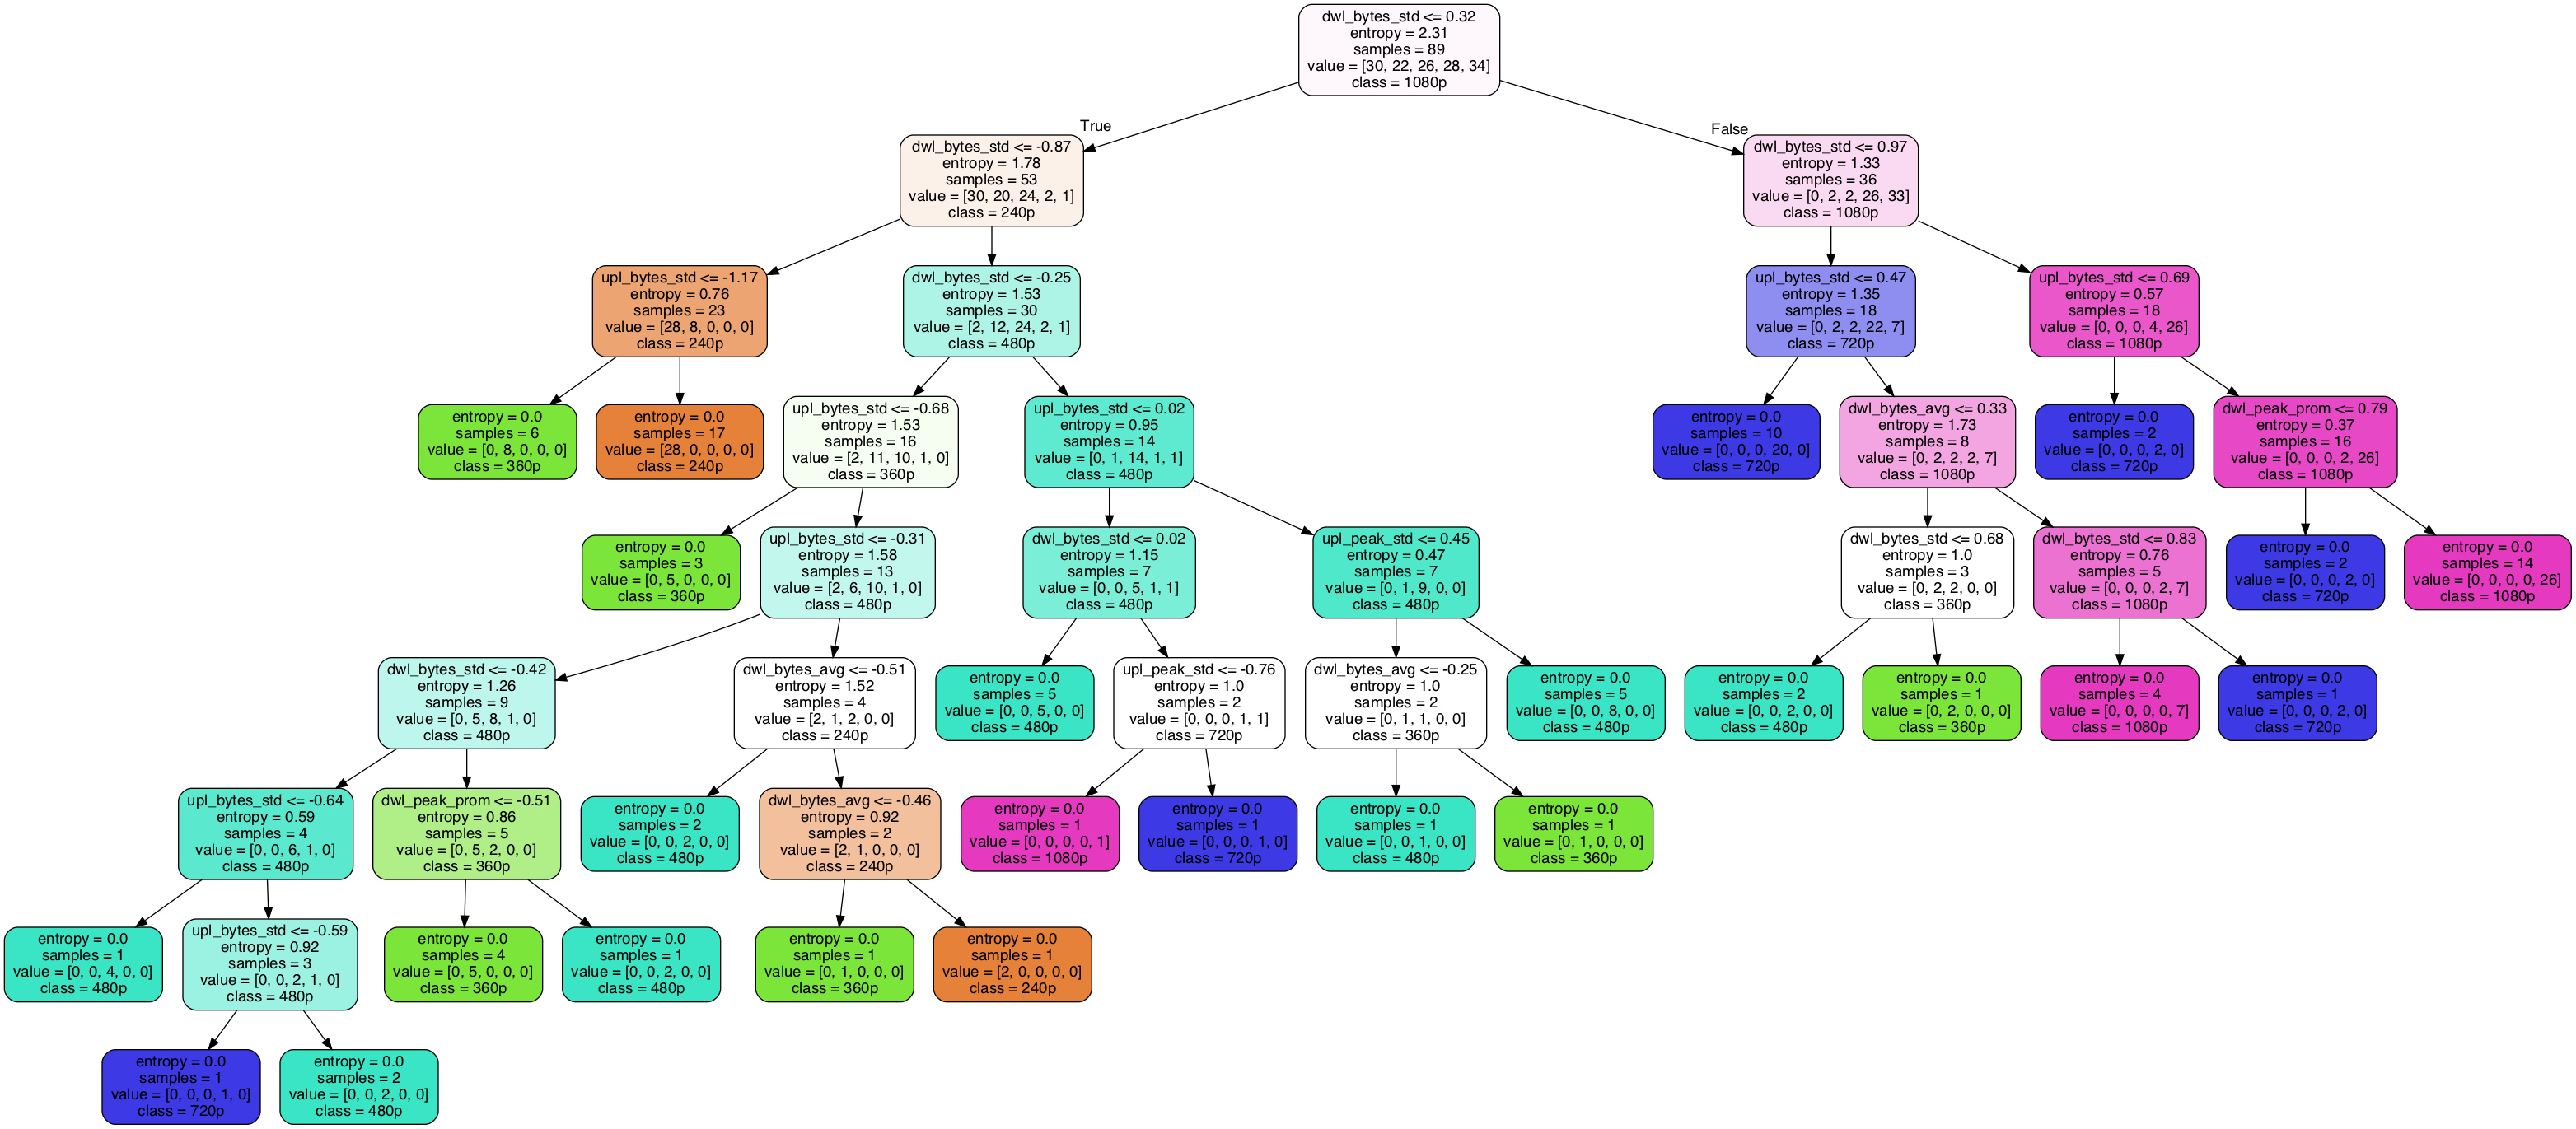 dwl_bytes_std <= 0.32
entropy = 2.31
samples = 89
value = [30, 22, 26, 28, 34]
class = 1080p
True
False
dwl_bytes_std <= -0.87
entropy = 1.78
samples = 53
value = [30, 20, 24, 2, 1]
class = 240p
dwl_bytes_std <= 0.97
entropy = 1.33
samples = 36
value = [0, 2, 2, 26, 33]
class = 1080p
upl_bytes_std <= -1.17
entropy = 0.76
samples = 23
value = [28, 8, 0, 0, 0]
class = 240p
dwl_bytes_std <= -0.25
entropy = 1.53
samples = 30
value = [2, 12, 24, 2, 1]
class = 480p
upl_bytes_std <= 0.47
entropy = 1.35
samples = 18
value = [0, 2, 2, 22, 7]
class = 720p
upl_bytes_std <= 0.69
entropy = 0.57
samples = 18
value = [0, 0, 0, 4, 26]
class = 1080p
entropy = 0.0
samples = 6
value = [0, 8, 0, 0, 0]
class = 360p
entropy = 0.0
samples = 17
value = [28, 0, 0, 0, 0]
class = 240p
upl_bytes_std <= -0.68
entropy = 1.53
samples = 16
value = [2, 11, 10, 1, 0]
class = 360p
upl_bytes_std <= 0.02
entropy = 0.95
samples = 14
value = [0, 1, 14, 1, 1]
class = 480p
entropy = 0.0
samples = 10
value = [0, 0, 0, 20, 0]
class = 720p
dwl_bytes_avg <= 0.33
entropy = 1.73
samples = 8
value = [0, 2, 2, 2, 7]
class = 1080p
entropy = 0.0
samples = 2
value = [0, 0, 0, 2, 0]
class = 720p
dwl_peak_prom <= 0.79
entropy = 0.37
samples = 16
value = [0, 0, 0, 2, 26]
class = 1080p
entropy = 0.0
samples = 3
value = [0, 5, 0, 0, 0]
class = 360p
upl_bytes_std <= -0.31
entropy = 1.58
samples = 13
value = [2, 6, 10, 1, 0]
class = 480p
dwl_bytes_std <= 0.02
entropy = 1.15
samples = 7
value = [0, 0, 5, 1, 1]
class = 480p
upl_peak_std <= 0.45
entropy = 0.47
samples = 7
value = [0, 1, 9, 0, 0]
class = 480p
dwl_bytes_std <= 0.68
entropy = 1.0
samples = 3
value = [0, 2, 2, 0, 0]
class = 360p
dwl_bytes_std <= 0.83
entropy = 0.76
samples = 5
value = [0, 0, 0, 2, 7]
class = 1080p
entropy = 0.0
samples = 2
value = [0, 0, 0, 2, 0]
class = 720p
entropy = 0.0
samples = 14
value = [0, 0, 0, 0, 26]
class = 1080p
dwl_bytes_std <= -0.42
entropy = 1.26
samples = 9
value = [0, 5, 8, 1, 0]
class = 480p
dwl_bytes_avg <= -0.51
entropy = 1.52
samples = 4
value = [2, 1, 2, 0, 0]
class = 240p
entropy = 0.0
samples = 5
value = [0, 0, 5, 0, 0]
class = 480p
upl_peak_std <= -0.76
entropy = 1.0
samples = 2
value = [0, 0, 0, 1, 1]
class = 720p
dwl_bytes_avg <= -0.25
entropy = 1.0
samples = 2
value = [0, 1, 1, 0, 0]
class = 360p
entropy = 0.0
samples = 5
value = [0, 0, 8, 0, 0]
class = 480p
entropy = 0.0
samples = 2
value = [0, 0, 2, 0, 0]
class = 480p
entropy = 0.0
samples = 1
value = [0, 2, 0, 0, 0]
class = 360p
entropy = 0.0
samples = 4
value = [0, 0, 0, 0, 7]
class = 1080p
entropy = 0.0
samples = 1
value = [0, 0, 0, 2, 0]
class = 720p
upl_bytes_std <= -0.64
entropy = 0.59
samples = 4
value = [0, 0, 6, 1, 0]
class = 480p
dwl_peak_prom <= -0.51
entropy = 0.86
samples = 5
value = [0, 5, 2, 0, 0]
class = 360p
entropy = 0.0
samples = 2
value = [0, 0, 2, 0, 0]
class = 480p
dwl_bytes_avg <= -0.46
entropy = 0.92
samples = 2
value = [2, 1, 0, 0, 0]
class = 240p
entropy = 0.0
samples = 1
value = [0, 0, 0, 0, 1]
class = 1080p
entropy = 0.0
samples = 1
value = [0, 0, 0, 1, 0]
class = 720p
entropy = 0.0
samples = 1
value = [0, 0, 1, 0, 0]
class = 480p
entropy = 0.0
samples = 1
value = [0, 1, 0, 0, 0]
class = 360p
entropy = 0.0
samples = 1
value = [0, 0, 4, 0, 0]
class = 480p
upl_bytes_std <= -0.59
entropy = 0.92
samples = 3
value = [0, 0, 2, 1, 0]
class = 480p
entropy = 0.0
samples = 4
value = [0, 5, 0, 0, 0]
class = 360p
entropy = 0.0
samples = 1
value = [0, 0, 2, 0, 0]
class = 480p
entropy = 0.0
samples = 1
value = [0, 1, 0, 0, 0]
class = 360p
entropy = 0.0
samples = 1
value = [2, 0, 0, 0, 0]
class = 240p
entropy = 0.0
samples = 1
value = [0, 0, 0, 1, 0]
class = 720p
entropy = 0.0
samples = 2
value = [0, 0, 2, 0, 0]
class = 480p